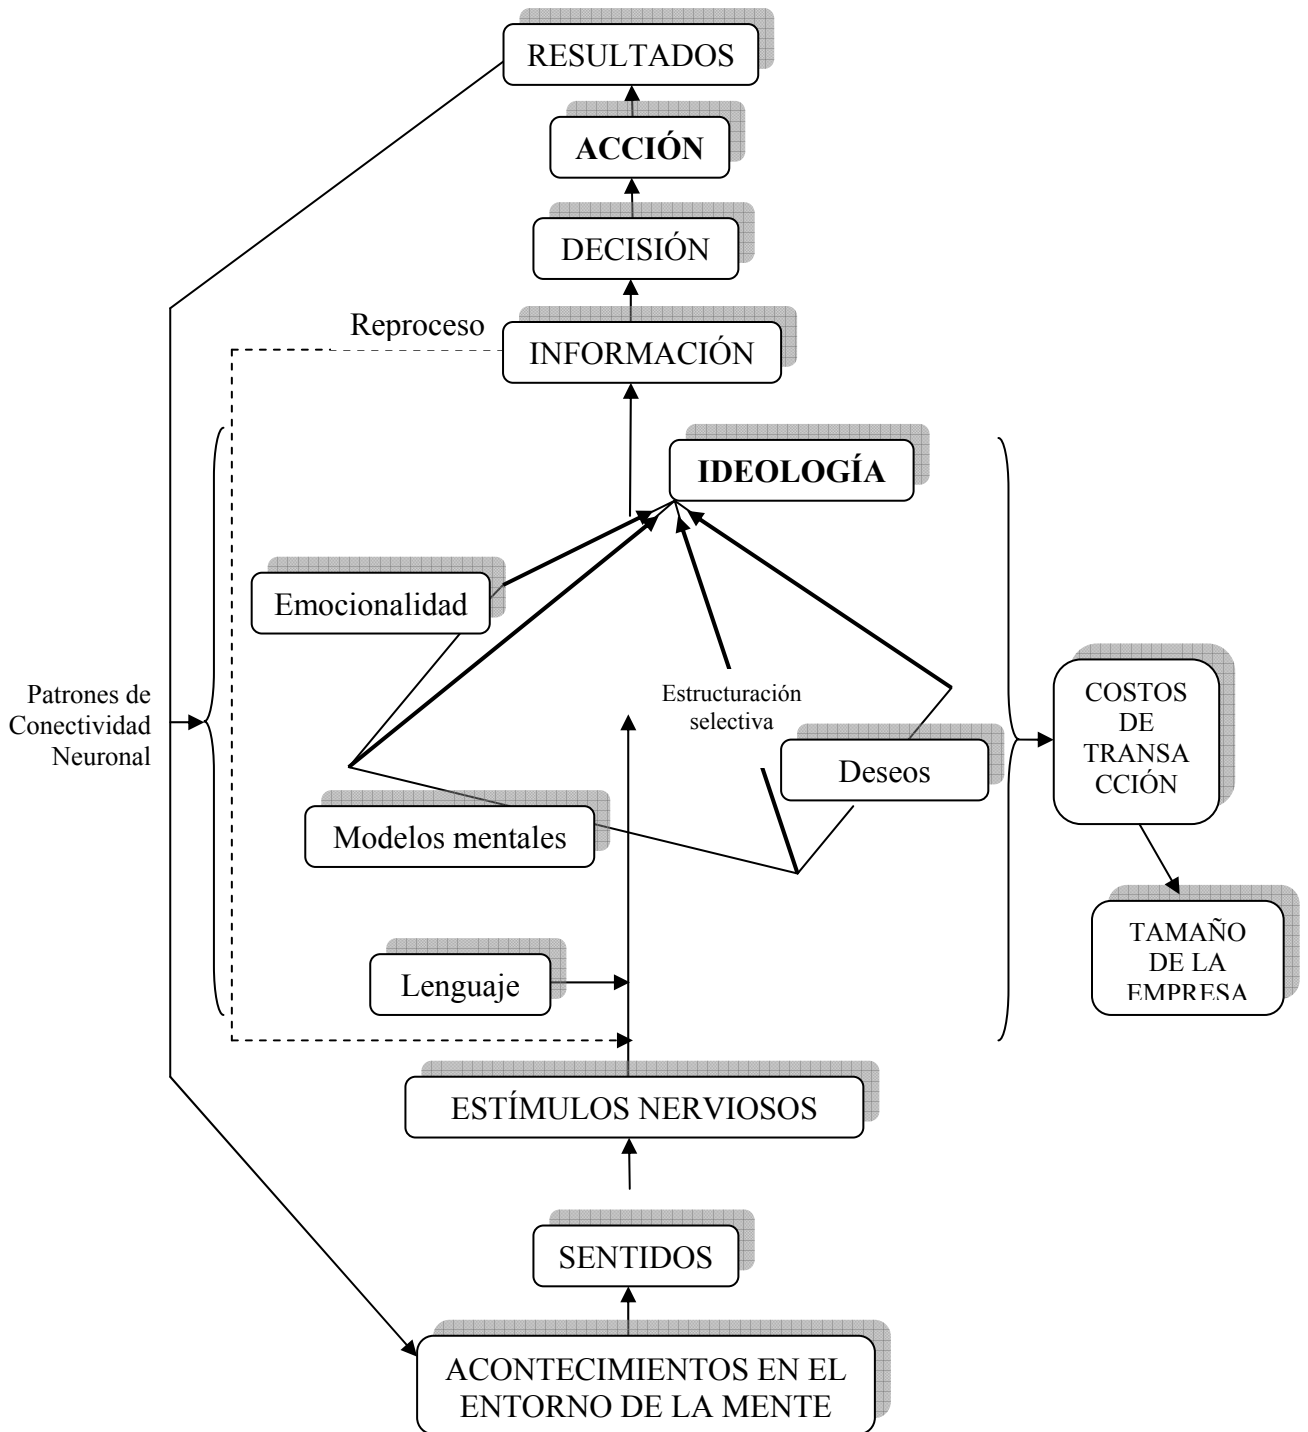 RESULTADOS
ACCIÓN
DECISIÓN
Reproceso
INFORMACIÓN
IDEOLOGÍA
Emocionalidad
Patrones de
Conectividad
Neuronal
Estructuración
selectiva
COSTOS
DE
TRANSA
CCIÓN
Deseos
Modelos mentales
TAMAÑO
DE LA
EMPRESA
Lenguaje
ESTÍMULOS NERVIOSOS
SENTIDOS
ACONTECIMIENTOS EN EL
ENTORNO DE LA MENTE